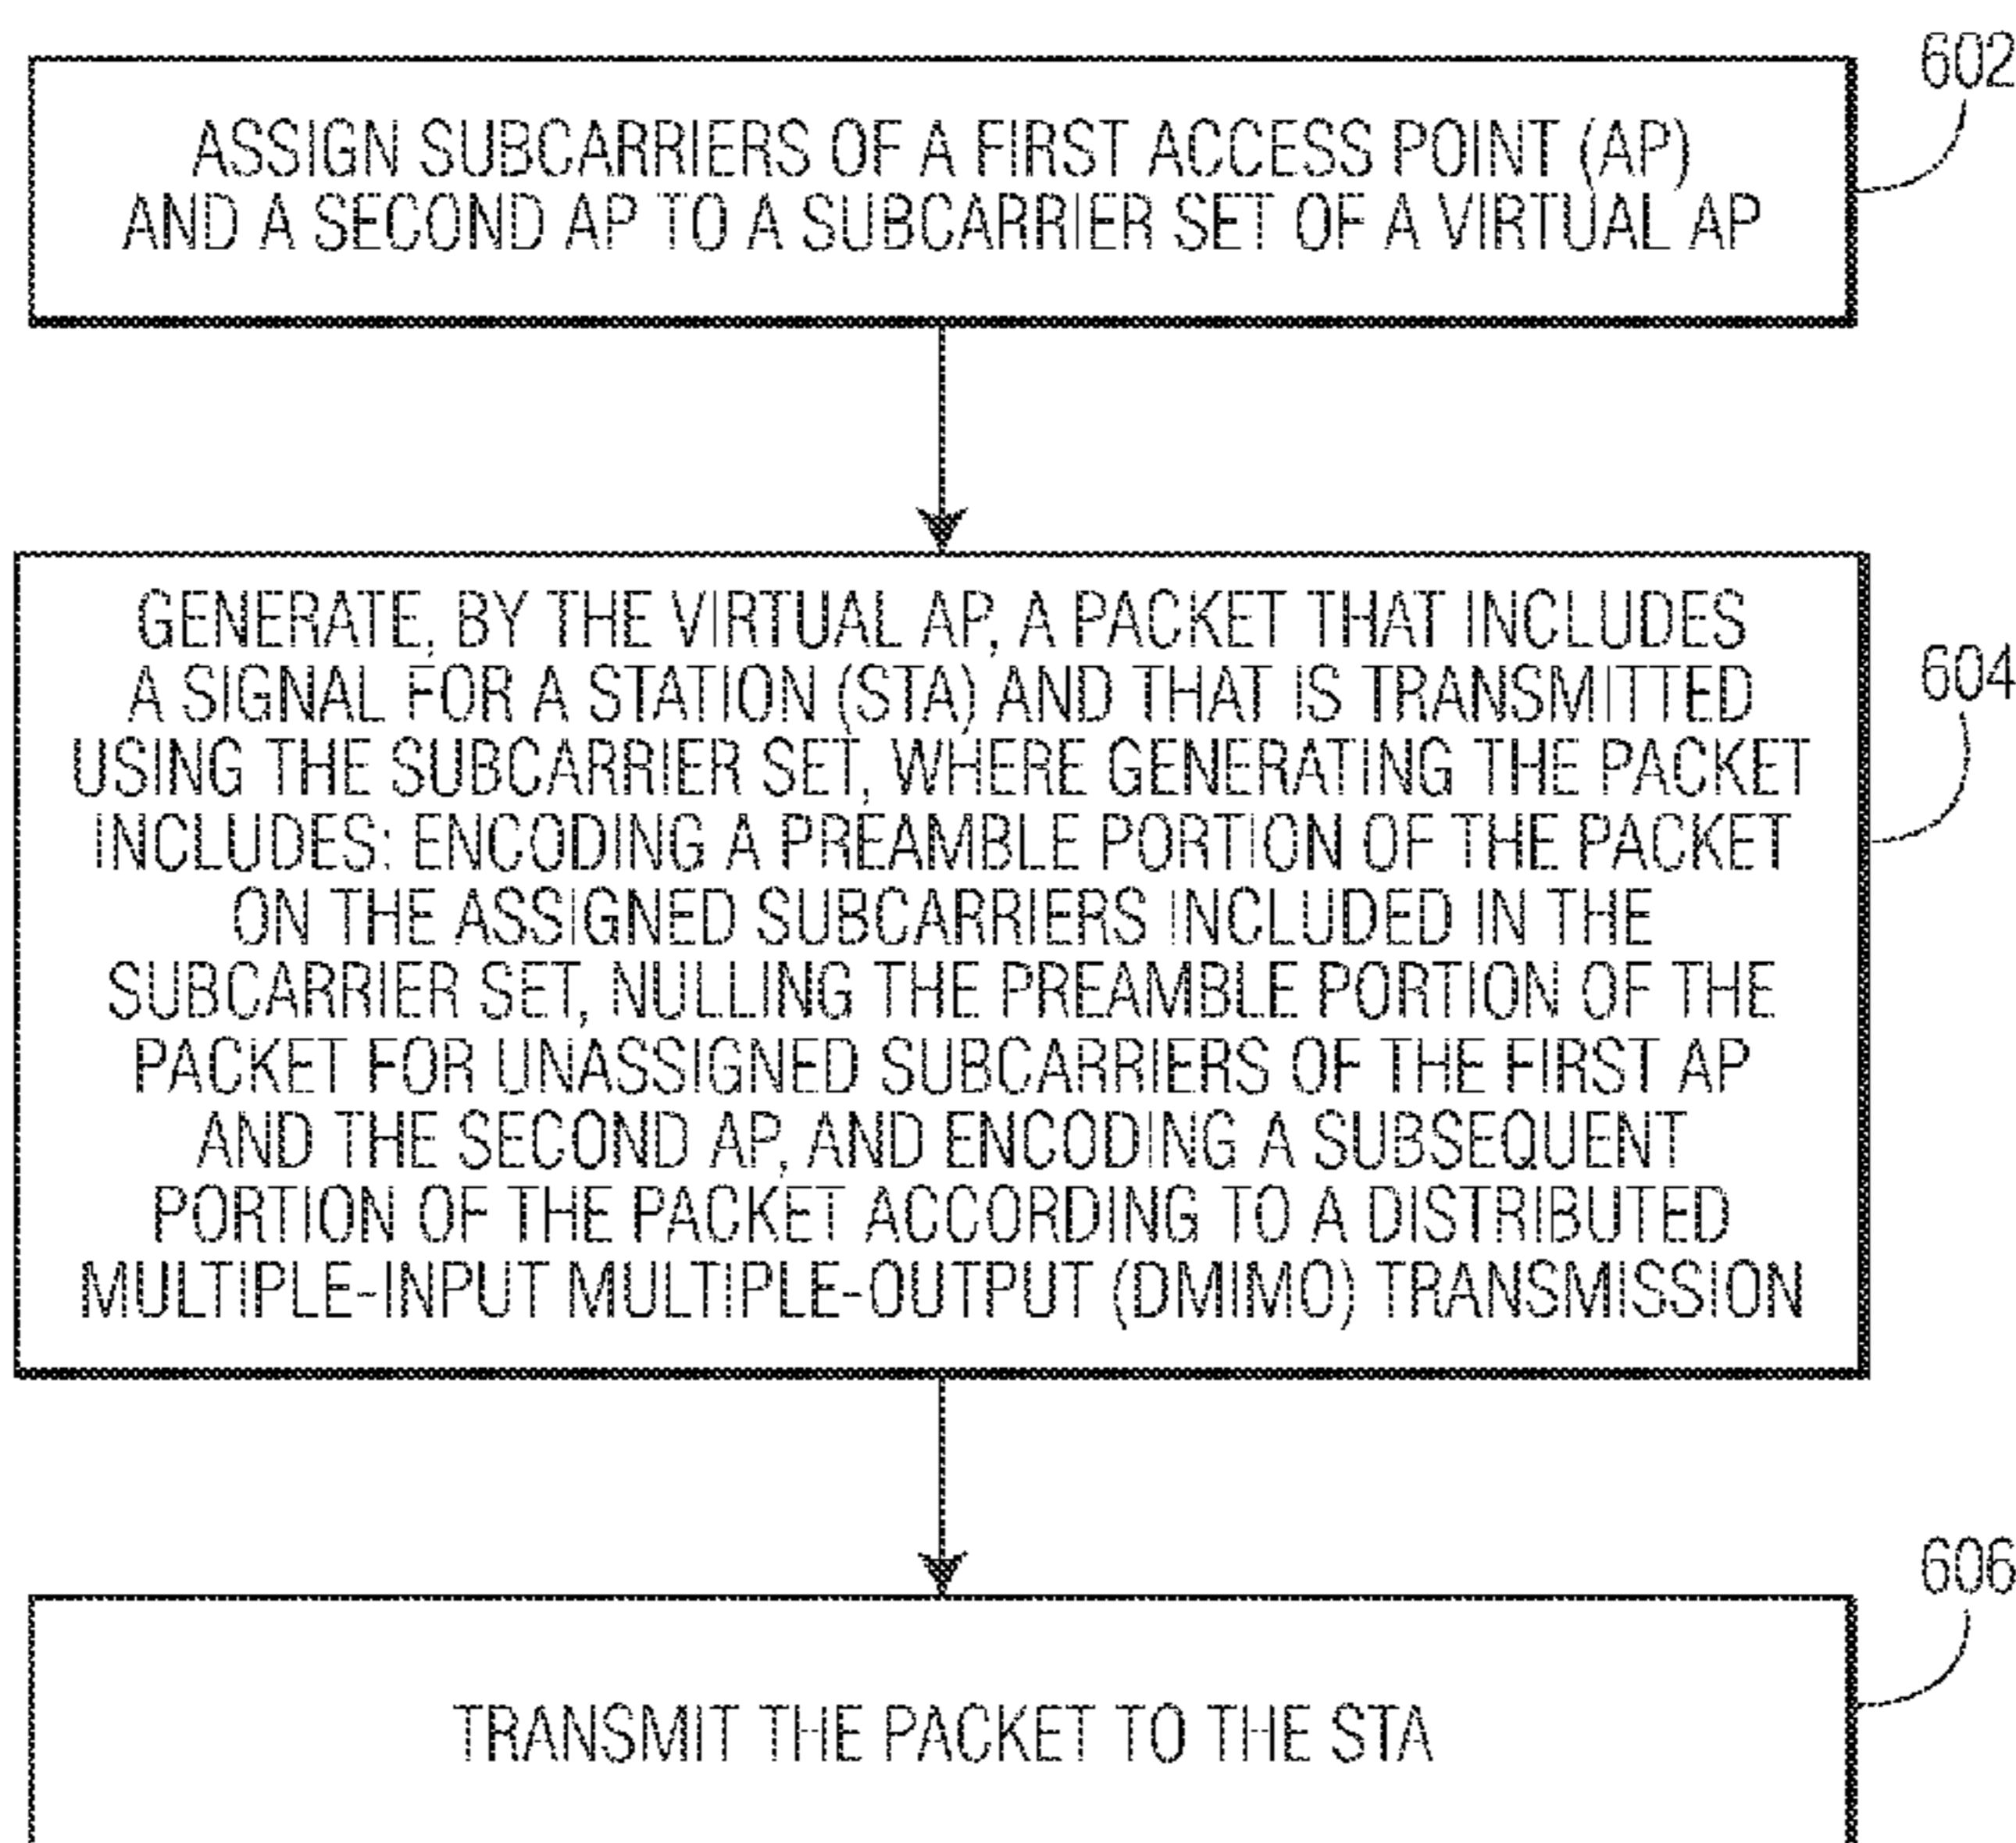 602
ASSIGN SUBCARRIERS OF A FIRST ACCESS POINT (AP)
AND A SECOND AP TO A SUBCARRIER SET OF A VIRTUAL AP
GENERATE, BY THE VIRTUAL AP, A PACKET THAT INCLUDES
A SIGNAL FOR A STATION (STA) AND THAT IS TRANSMITTED
USING THE SUBCARRIER SET, WHERE GENERATING THE PACKET
INCLUDES: ENCODING A PREAMBLE PORTION OF THE PACKET
ON THE ASSIGNED SUBCARRIERS INCLUDED IN THE
SUBCARRIER SET, NULLING THE PREAMBLE PORTION OF THE
PACKET FOR UNASSIGNED SUBCARRIERS OF THE FIRST AP
AND THE SECOND AP, AND ENCODING A SUBSEQUENT
PORTION OF THE PACKET ACCORDING TO A DISTRIBUTED
MULTIPLE-INPUT MULTIPLE-OUTPUT (DMIMO) TRANSMISSION
604
606
TRANSMIT THE PACKET TO THE STA